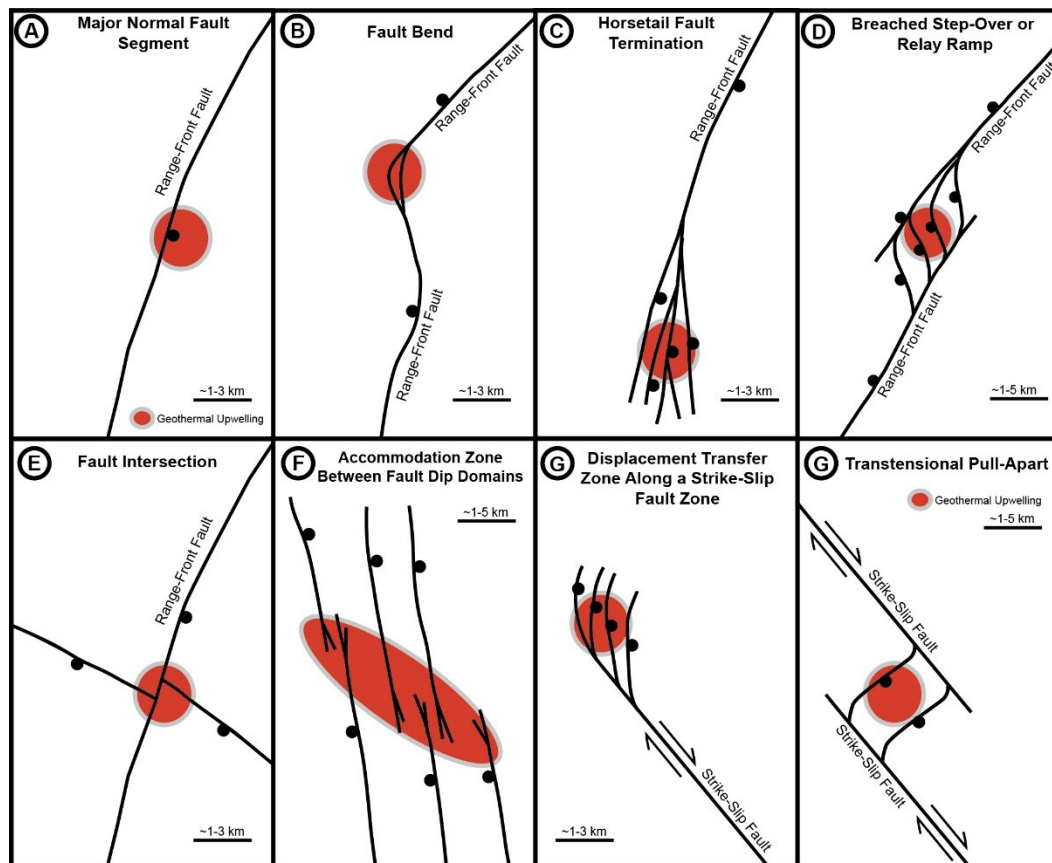 A
Major Normal Fault
Segment
Range-Front Fault
~1-3 km
Geothermal Upwelling
B
Fault Bend
Range-Front Fault
Range-Front Fault
~1-3 km
C
Horsetail Fault
Termination
Range-Front Fault
~1-3 km
D
Breached Step-Over or
Relay Ramp
Range-Front Fault
Range-Front Fault
~1-5 km
E
Fault Intersection
Range-Front Fault
~1-3 km
F
Accommodation Zone
Between Fault Dip Domains
~1-5 km
G
Displacement Transfer
Zone Along a Strike-Slip
Fault Zone
Strike-Slip Fault
~1-3 km
G
Transtensional Pull-Apart
Geothermal Upwelling
~1-5 km
Strike-Slip Fault
Strike-Slip Fault